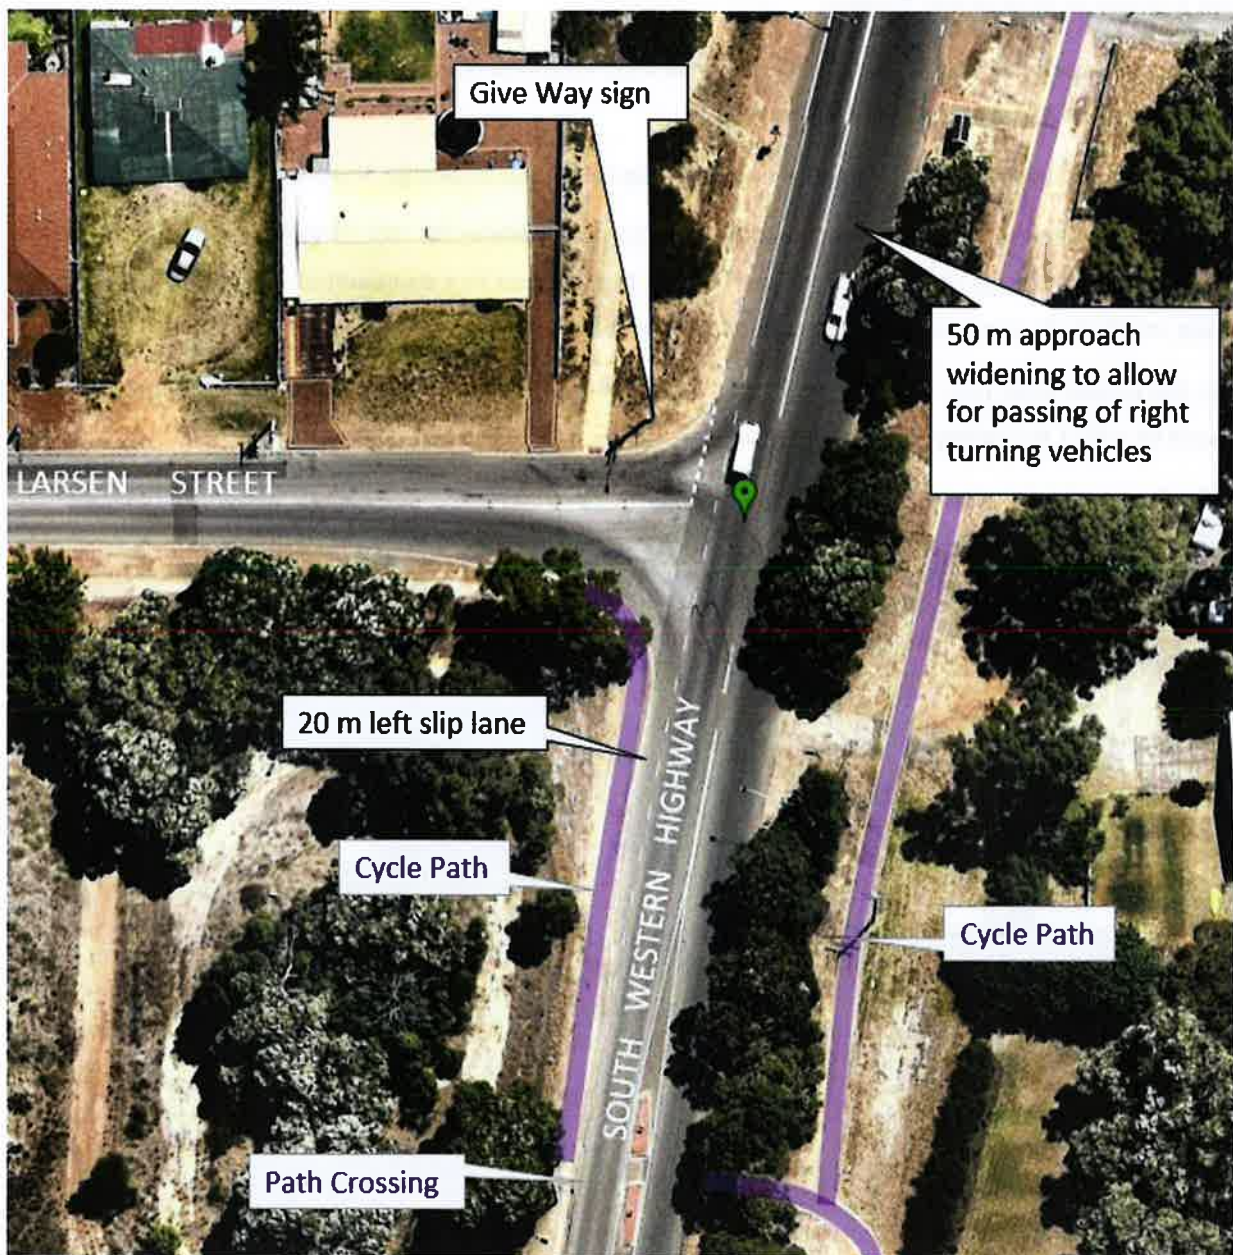 Give Way sign
50 m approach
widening to allow
for passing of right
turning vehicles
LARSEN STREET
20 m left slip lane
SOUTH WESTERN HIGHWAY
Cycle Path
Cycle Path
Path Crossing